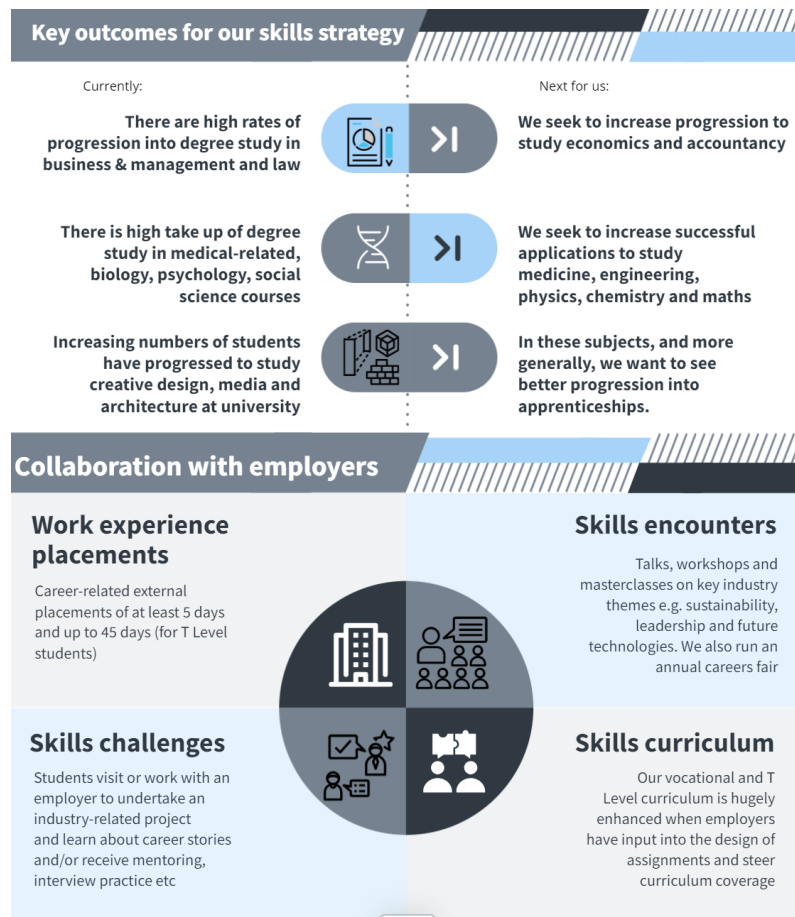 Key outcomes for our skills strategy
Currently:
Next for us:
There are high rates of
progression into degree study in
business & management and law
We seek to increase progression to
study economics and accountancy
There is high take up of degree
study in medical-related,
biology, psychology, social
science courses
We seek to increase successful
applications to study
medicine, engineering,
physics, chemistry and maths
Increasing numbers of students
have progressed to study
creative design, media and
architecture at university
In these subjects, and more
generally, we want to see
better progression into
apprenticeships.
Collaboration with employers
Work experience
placements
Career-related external
placements of at least 5 days
and up to 45 days (for T Level
students)
Skills encounters
Talks, workshops and
masterclasses on key industry
themes e.g. sustainability,
leadership and future
technologies. We also run an
annual careers fair
Skills challenges
Students visit or work with an
employer to undertake an
industry-related project
and learn about career stories
and/or receive mentoring,
interview practice etc
Skills curriculum
Our vocational and T
Level curriculum is hugely
enhanced when employers
have input into the design of
assignments and steer
curriculum coverage